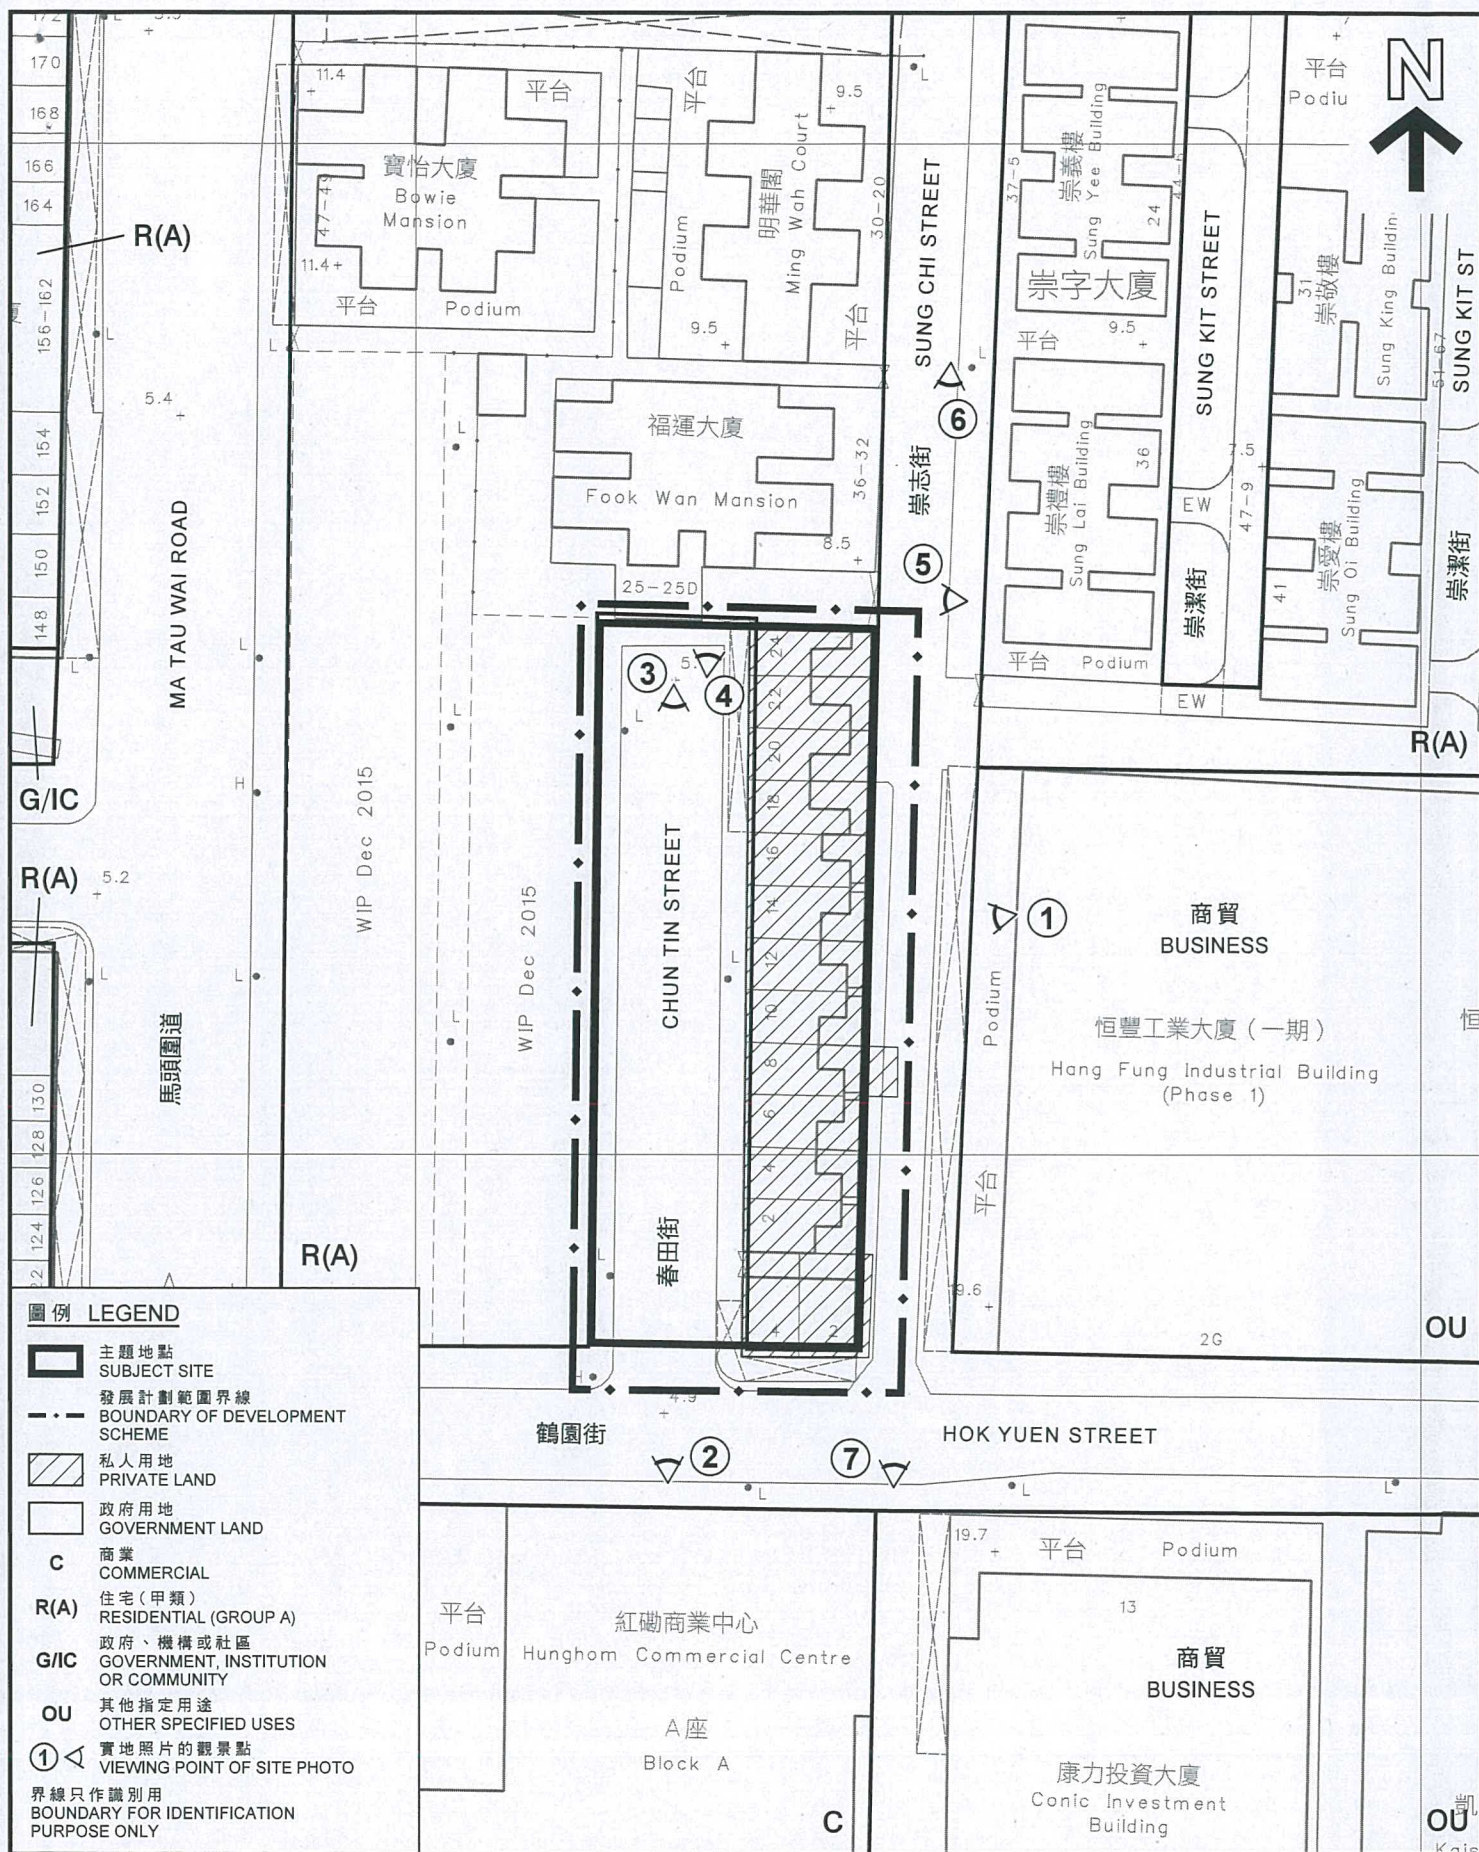 170
168
166
164
156-162
154
152
150
148
R(A)
5.4
MA TAU WAI ROAD
馬頭圍道
G/IC
R(A)
5.2
130
128
126
124
11.4
平台
寶怡大廈
Bowie
Mansion
47-49
11.4
平台
Podium
平台
9.5
明華閣
Ming Wah Court
Podium
30-20
9.5
平台
L
SUNG CHI STREET
崇志街
37-5
崇義樓
Sung Yee Building
24
崇字大廈
平台
9.5
SUNG KIT STREET
平台
Podiu
N
31
崇敬樓
Sung King Buildin
51-67
SUNG KIT ST
崇潔街
福運大廈
Fook Wan Mansion
36-32
8.5
25-25D
6
5
崇禮樓
Sung Lai Building
36
7.5
47-9
EW
崇潔街
EW
41
崇愛樓
Sung Oi Building
平台 Podium
R(A)
3
4
5.
24
22
20
18
16
14
12
10
8
6
4
2
4
2
WIP Dec 2015
WIP Dec 2015
CHUN TIN STREET
春田街
R(A)
1
商貿
BUSINESS
Podium
平台
恒豐工業大廈(一期)
Hang Fung Industrial Building
(Phase 1)
恒
9.6
2G
OU
4.9
鶴園街
HOK YUEN STREET
2
7
平台
Podium
紅磡商業中心
Hunghom Commercial Centre
A座
Block A
C
19.7
平台
Podium
13
商貿
BUSINESS
康力投資大廈
Conic Investment
Building
凱
OU
圖例 LEGEND
主題地點
SUBJECT SITE
發展計劃範圍界線
BOUNDARY OF DEVELOPMENT
SCHEME
私人用地
PRIVATE LAND
政府用地
GOVERNMENT LAND
C
商業
COMMERCIAL
R(A)
住宅(甲類)
RESIDENTIAL (GROUP A)
G/IC
政府、機構或社區
GOVERNMENT, INSTITUTION
OR COMMUNITY
OU
其他指定用途
OTHER SPECIFIED USES
1
實地照片的觀景點
VIEWING POINT OF SITE PHOTO
界線只作識別用
BOUNDARY FOR IDENTIFICATION
PURPOSE ONLY